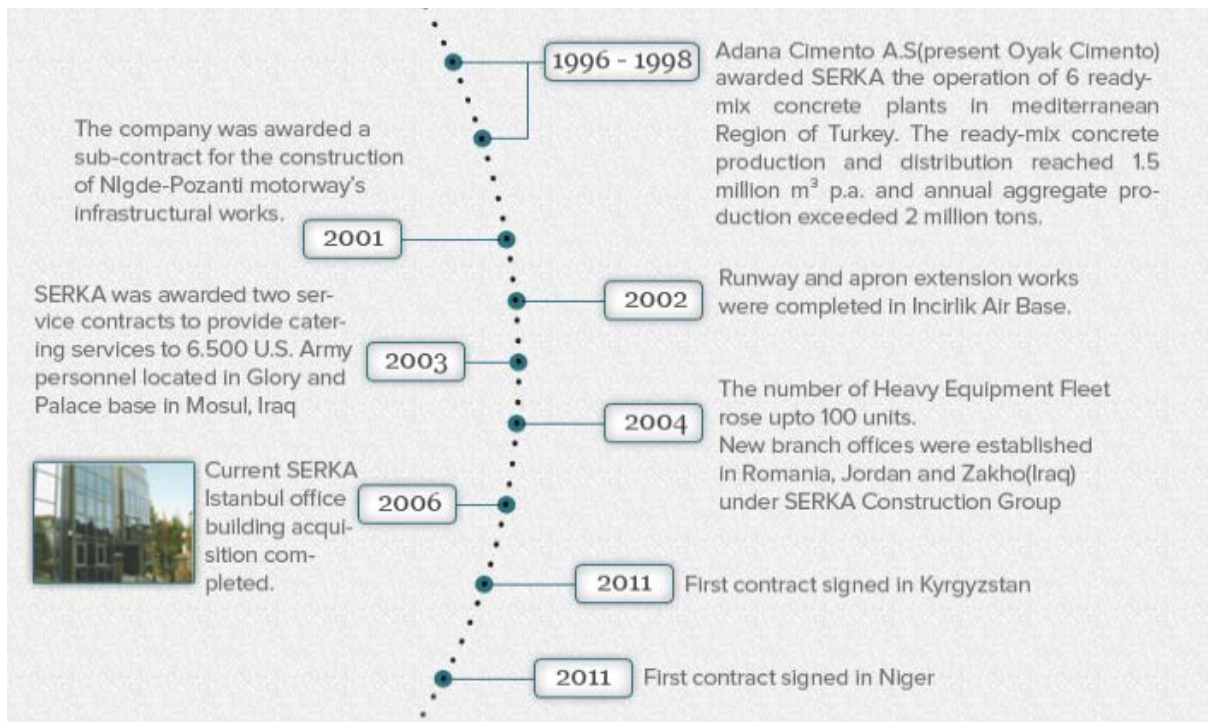 1996 - 1998
Adana Cimento A.S(present Oyak Cimento)
awarded SERKA the operation of 6 ready-
mix concrete plants in mediterranean
Region of Turkey. The ready-mix concrete
production and distribution reached 1.5
million m³ p.a. and annual aggregate pro-
duction exceeded 2 million tons.
The company was awarded a
sub-contract for the construction
of NIgde-Pozanti motorway's
infrastructural works.
2001
2002
Runway and apron extension works
were completed in Incirlik Air Base.
SERKA was awarded two ser-
vice contracts to provide cater-
ing services to 6.500 U.S. Army
personnel located in Glory and
Palace base in Mosul, Iraq
2003
2004
The number of Heavy Equipment Fleet
rose upto 100 units.
New branch offices were established
in Romania, Jordan and Zakho(Iraq)
under SERKA Construction Group
Current SERKA
Istanbul office
building acqui-
sition com-
pleted.
2006
2011
First contract signed in Kyrgyzstan
2011
First contract signed in Niger